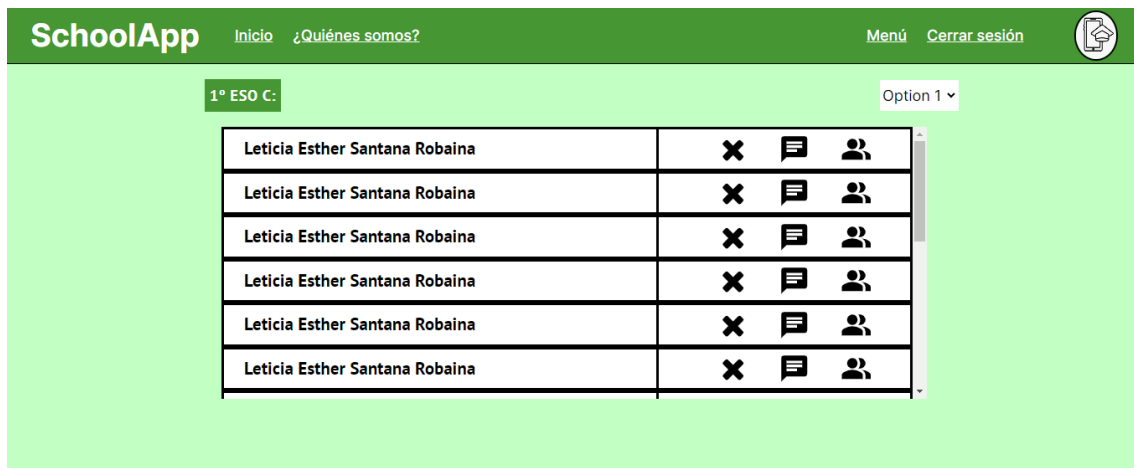 SchoolApp Inicio ¿Quiénes somos? Menú Cerrar sesión
1º ESO C: Option 1
Leticia Esther Santana Robaina
Leticia Esther Santana Robaina
Leticia Esther Santana Robaina
Leticia Esther Santana Robaina
Leticia Esther Santana Robaina
Leticia Esther Santana Robaina